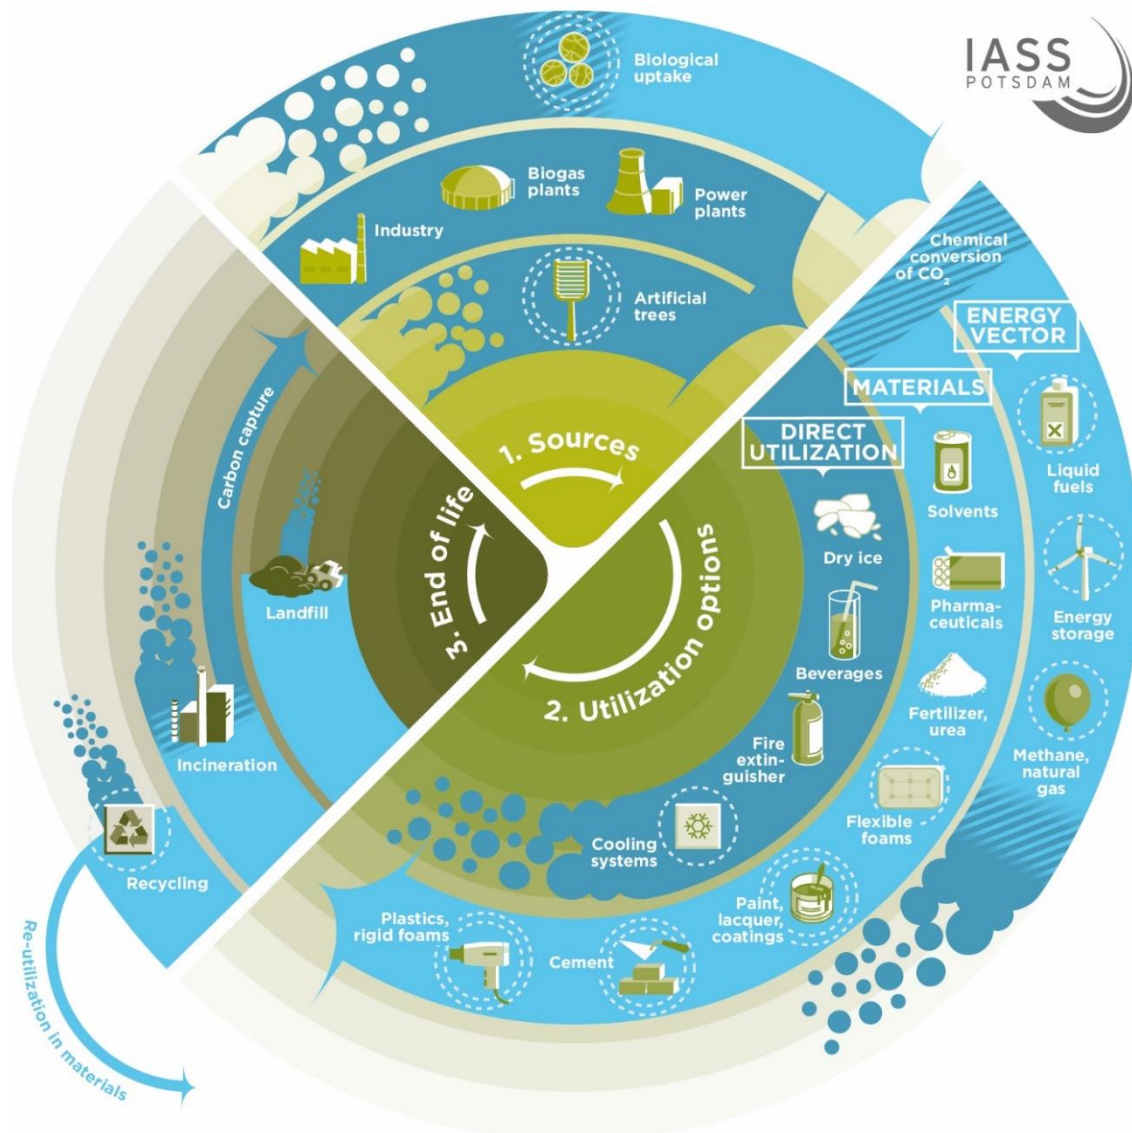 IASS
POTSDAM
Biological
uptake
Biogas
plants
Power
plants
Industry
Artificial
trees
1. Sources
Chemical
conversion
of CO₂
ENERGY
VECTOR
MATERIALS
DIRECT
UTILIZATION
Liquid
fuels
Solvents
Dry ice
Energy
storage
Pharma-
ceuticals
Beverages
Fertilizer,
urea
Methane,
natural
gas
Fire
extin-
guisher
Flexible
foams
Cooling
systems
Paint,
lacquer,
coatings
Cement
Plastics,
rigid foams
2. Utilization options
3. End of life
Carbon capture
Landfill
Incineration
Recycling
Re-utilization in materials